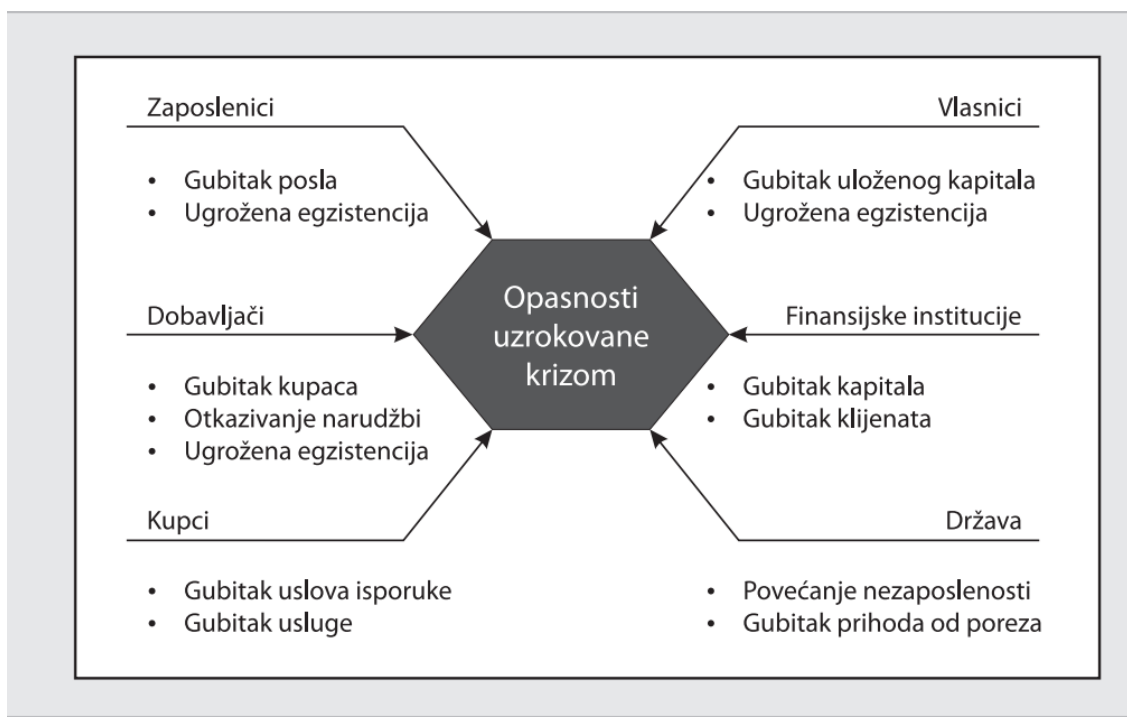 Zaposlenici
• Gubitak posla
• Ugrožena egzistencija
Vlasnici
• Gubitak uloženog kapitala
• Ugrožena egzistencija
Opasnosti
uzrokovane
krizom
Dobavljači
• Gubitak kupaca
• Otkazivanje narudžbi
• Ugrožena egzistencija
Finansijske institucije
• Gubitak kapitala
• Gubitak klijenata
Kupci
• Gubitak uslova isporuke
• Gubitak usluge
Država
• Povećanje nezaposlenosti
• Gubitak prihoda od poreza